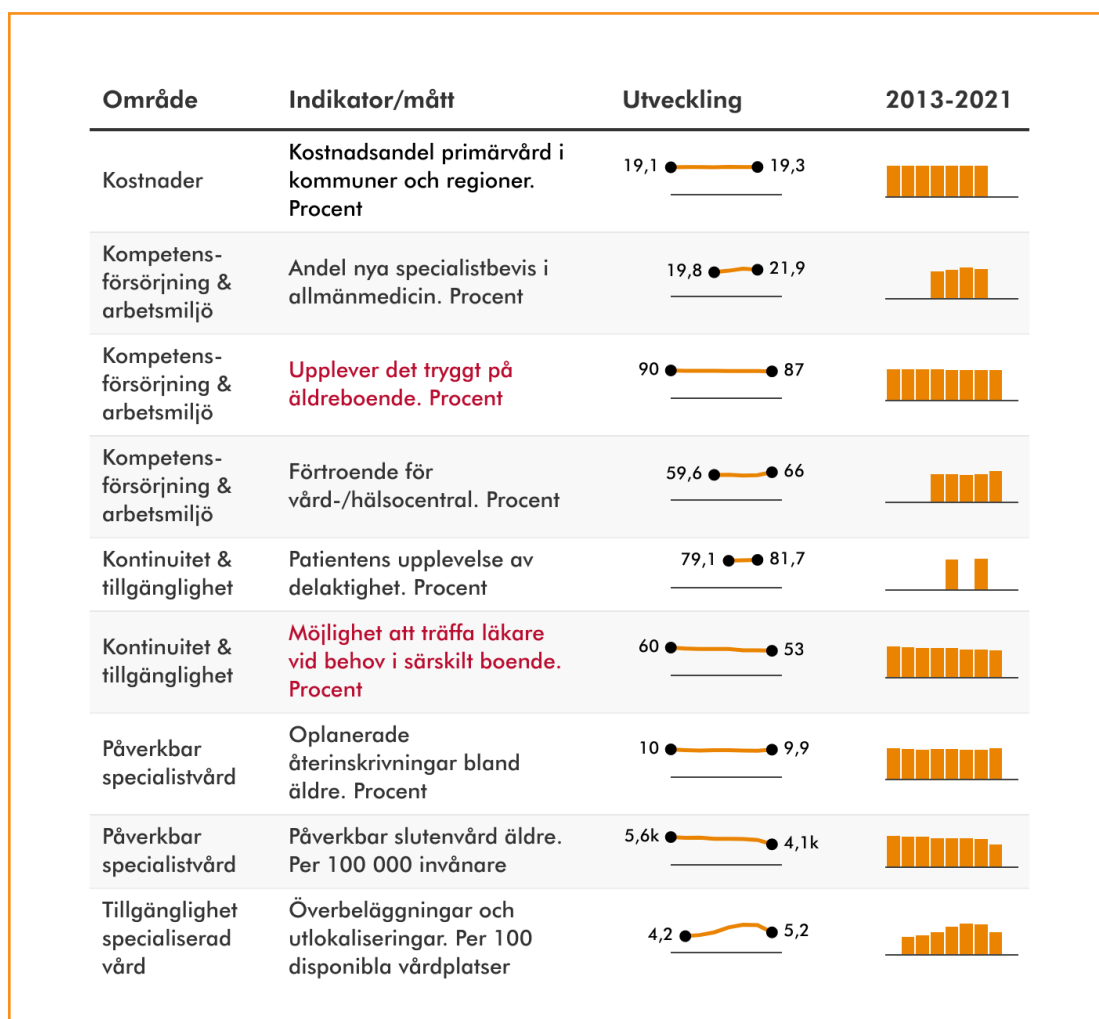 Område Indikator/mått Utveckling 2013-2021
Kostnader
Kostnadsandel primärvård i
kommuner och regioner.
Procent
19,1 19,3
Kompetens-
försörjning &
arbetsmiljö
Andel nya specialistbevis i
allmänmedicin. Procent
19,8 21,9
Kompetens-
försörjning &
arbetsmiljö
Upplever det tryggt på
äldreboende. Procent
90 87
Kompetens-
försörjning &
arbetsmiljö
Förtroende för
vård-/hälsocentral. Procent
59,6 66
Kontinuitet &
tillgänglighet
Patientens upplevelse av
delaktighet. Procent
79,1 81,7
Kontinuitet &
tillgänglighet
Möjlighet att träffa läkare
vid behov i särskilt boende.
Procent
60 53
Påverkbar
specialistvård
Oplanerade
återinskrivningar bland
äldre. Procent
10 9,9
Påverkbar
specialistvård
Påverkbar slutenvård äldre.
Per 100 000 invånare
5,6k 4,1k
Tillgänglighet
specialiserad
vård
Överbeläggningar och
utlokaliseringar. Per 100
disponibla vårdplatser
4,2 5,2